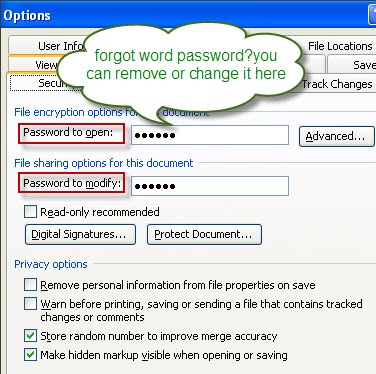 Options
User Info
File Locations
View
Save
Secur
Track Changes
forgot word password?you
can remove or change it here
File encryption options for this document
Password to open:
Advanced...
File sharing options for this document
Password to modify:
Read-only recommended
Digital Signatures...
Protect Document...
Privacy options
Remove personal information from file properties on save
Warn before printing, saving or sending a file that contains tracked
changes or comments
Store random number to improve merge accuracy
Make hidden markup visible when opening or saving